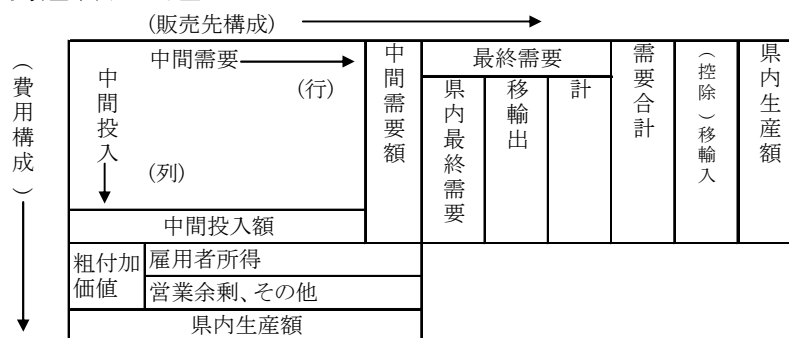 (販売先構成)
(費用構成)
中間需要
(行)
中間投入
(列)
中間需要額
最終需要
県内最終需要
移輸出
計
需要合計
(控除)移輸入
県内生産額
中間投入額
粗付加
価値
雇用者所得
営業余剰、その他
県内生産額